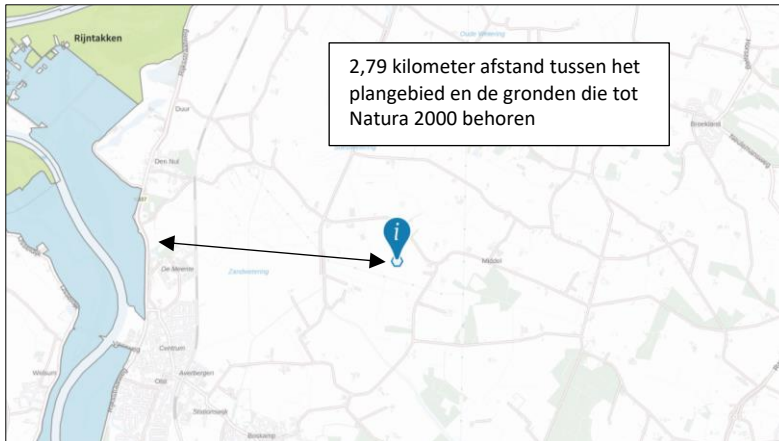 Rijntakken
Oude Wetering
2,79 kilometer afstand tussen het
plangebied en de gronden die tot
Natura 2000 behoren
Broekland
Duur
Den Nul
i
De Meente
Zandwetering
Middel
Centrum
Olst
Averbergen
Welsum
Boskamp